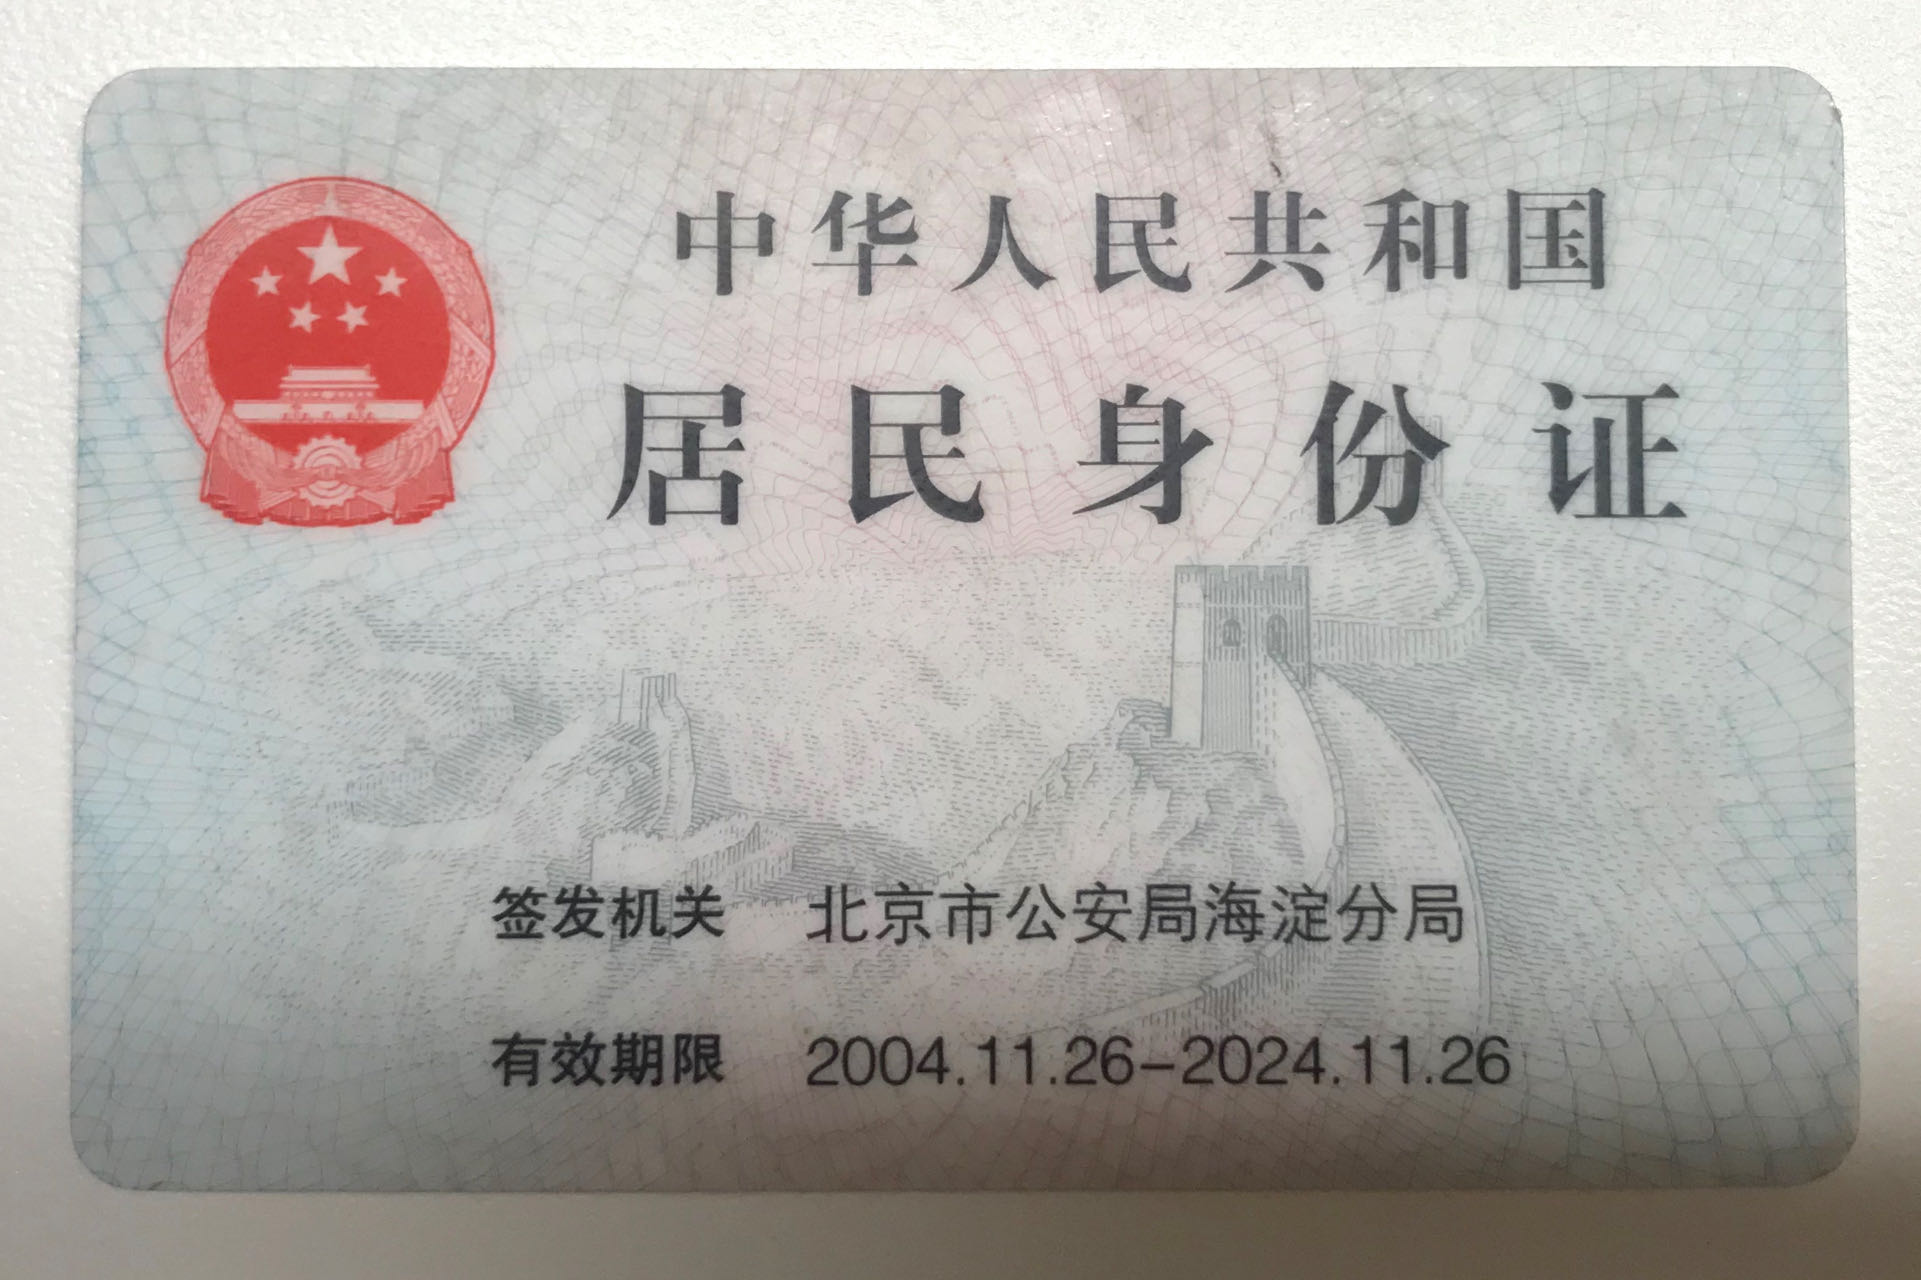 中华人民共和国
居民身份证
签发机关 北京市公安局海淀分局
有效期限 2004.11.26-2024.11.26